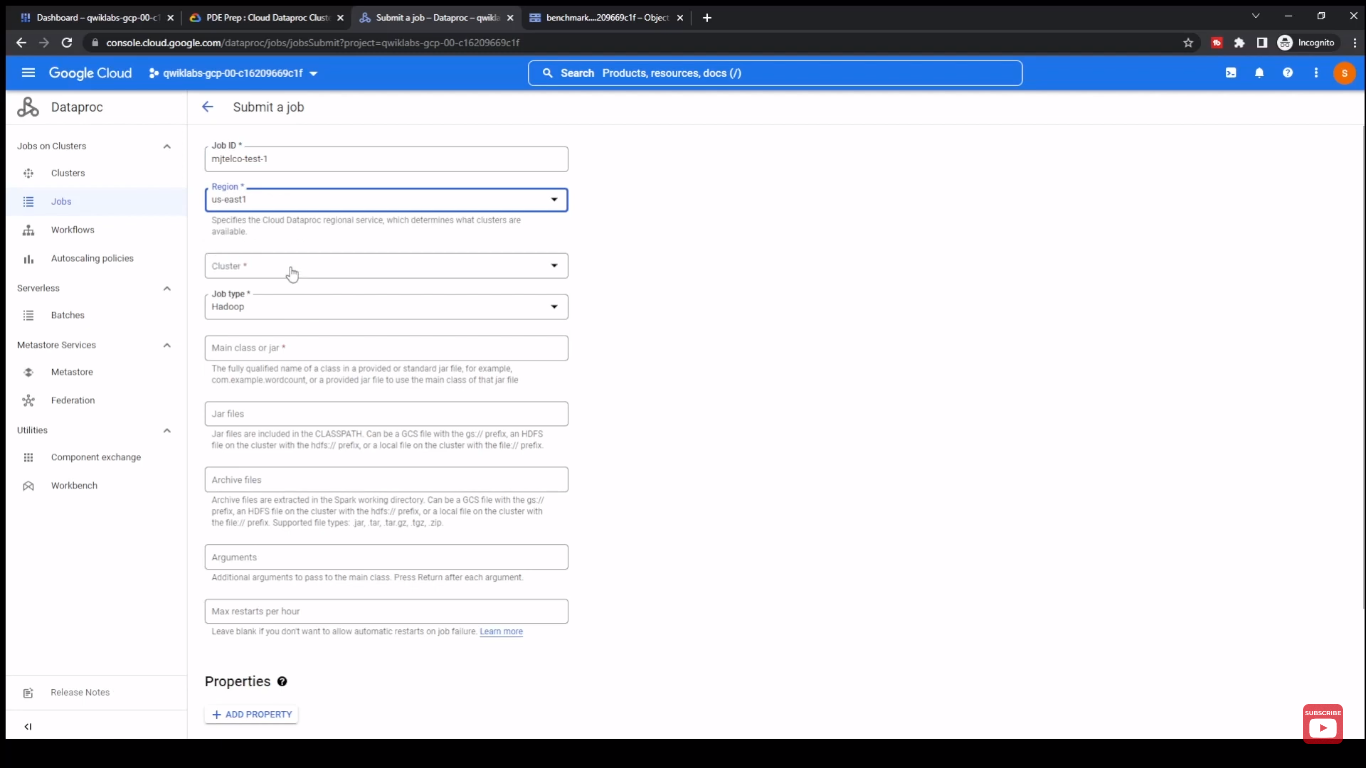 Dashboard – qwiklabs-gcp-00-c1
PDE Prep : Cloud Dataproc Cluste
Submit a job – Dataproc – qwikl
benchmark....209669c1f – Object
console.cloud.google.com/dataproc/jobs/jobsSubmit?project=qwiklabs-gcp-00-c16209669c1f
Incognito
Google Cloud
qwiklabs-gcp-00-c16209669c1f
Search Products, resources, docs (/)
S
Dataproc
Submit a job
Jobs on Clusters
Clusters
Jobs
Workflows
Autoscaling policies
Serverless
Batches
Metastore Services
Metastore
Federation
Utilities
Component exchange
Workbench
Release Notes
Job ID *
mjtelco-test-1
Region *
us-east1
Specifies the Cloud Dataproc regional service, which determines what clusters are
available.
Cluster *
Job type *
Hadoop
Main class or jar *
The fully qualified name of a class in a provided or standard jar file, for example,
com.example.wordcount, or a provided jar file to use the main class of that jar file
Jar files
Jar files are included in the CLASSPATH. Can be a GCS file with the gs:// prefix, an HDFS
file on the cluster with the hdfs:// prefix, or a local file on the cluster with the file:// prefix.
Archive files
Archive files are extracted in the Spark working directory. Can be a GCS file with the gs://
prefix, an HDFS file on the cluster with the hdfs:// prefix, or a local file on the cluster with
the file:// prefix. Supported file types: .jar, .tar, .tar.gz, .tgz, .zip.
Arguments
Additional arguments to pass to the main class. Press Return after each argument.
Max restarts per hour
Leave blank if you don't want to allow automatic restarts on job failure. Learn more
Properties
+ ADD PROPERTY
SUBSCRIBE